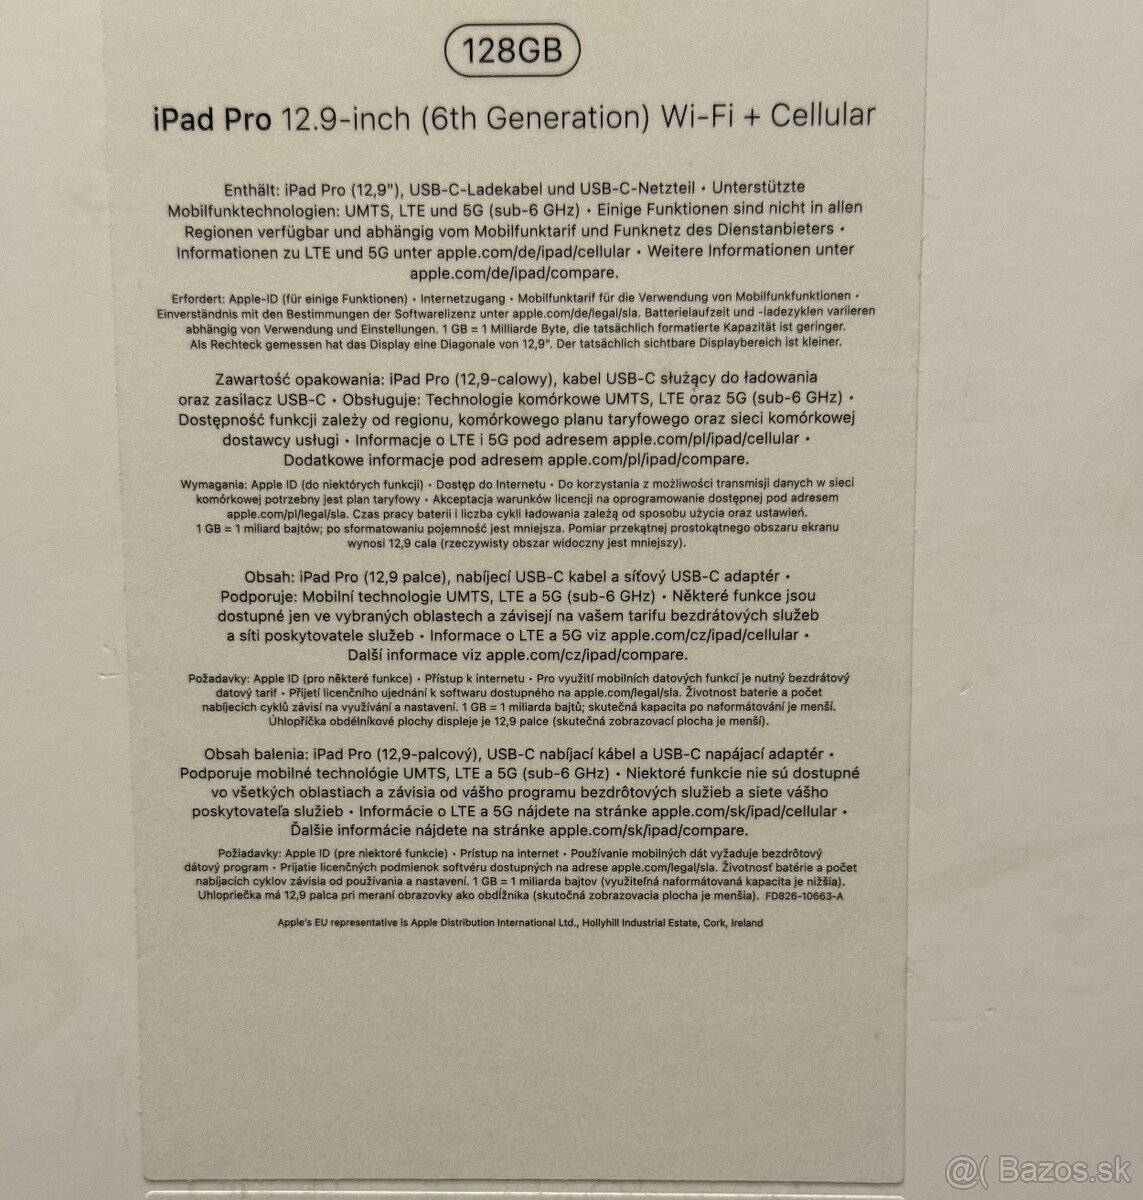 128GB
iPad Pro 12.9-inch (6th Generation) Wi-Fi + Cellular
Enthält: iPad Pro (12,9"), USB-C-Ladekabel und USB-C-Netzteil • Unterstützte
Mobilfunktechnologien: UMTS, LTE und 5G (sub-6 GHz) • Einige Funktionen sind nicht in allen
Regionen verfügbar und abhängig vom Mobilfunktarif und Funknetz des Dienstanbieters •
Informationen zu LTE und 5G unter apple.com/de/ipad/cellular • Weitere Informationen unter
apple.com/de/ipad/compare.
Erfordert: Apple-ID (für einige Funktionen) • Internetzugang • Mobilfunktarif für die Verwendung von Mobilfunkfunktionen •
Einverständnis mit den Bestimmungen der Softwarelizenz unter apple.com/de/legal/sla. Batterielaufzeit und -ladezyklen variieren
abhängig von Verwendung und Einstellungen. 1 GB = 1 Milliarde Byte, die tatsächlich formatierte Kapazität ist geringer.
Als Rechteck gemessen hat das Display eine Diagonale von 12,9". Der tatsächlich sichtbare Displaybereich ist kleiner.
Zawartość opakowania: iPad Pro (12,9-calowy), kabel USB-C służący do ładowania
oraz zasilacz USB-C • Obsługuje: Technologie komórkowe UMTS, LTE oraz 5G (sub-6 GHz) •
Dostępność funkcji zależy od regionu, komórkowego planu taryfowego oraz sieci komórkowej
dostawcy usługi • Informacje o LTE i 5G pod adresem apple.com/pl/ipad/cellular •
Dodatkowe informacje pod adresem apple.com/pl/ipad/compare.
Wymagania: Apple ID (do niektórych funkcji) • Dostęp do Internetu • Do korzystania z możliwości transmisji danych w sieci
komórkowej potrzebny jest plan taryfowy • Akceptacja warunków licencji na oprogramowanie dostępnej pod adresem
apple.com/pl/legal/sla. Czas pracy baterii i liczba cykli ładowania zależą od sposobu użycia oraz ustawień.
1 GB = 1 miliard bajtów; po sformatowaniu pojemność jest mniejsza. Pomiar przekątnej prostokątnego obszaru ekranu
wynosi 12,9 cala (rzeczywisty obszar widoczny jest mniejszy).
Obsah: iPad Pro (12,9 palce), nabíjecí USB-C kabel a síťový USB-C adaptér •
Podporuje: Mobilní technologie UMTS, LTE a 5G (sub-6 GHz) • Některé funkce jsou
dostupné jen ve vybraných oblastech a závisejí na vašem tarifu bezdrátových služeb
a síti poskytovatele služeb • Informace o LTE a 5G viz apple.com/cz/ipad/cellular •
Další informace viz apple.com/cz/ipad/compare.
Požadavky: Apple ID (pro některé funkce) • Přístup k internetu • Pro využití mobilních datových funkcí je nutný bezdrátový
datový tarif • Přijetí licenčního ujednání k softwaru dostupného na apple.com/legal/sla. Životnost baterie a počet
nabíjecích cyklů závisí na využívání a nastavení. 1 GB = 1 miliarda bajtů; skutečná kapacita po naformátování je menší.
Úhlopříčka obdélníkové plochy displeje je 12,9 palce (skutečná zobrazovací plocha je menší).
Obsah balenia: iPad Pro (12,9-palcový), USB-C nabíjací kábel a USB-C napájací adaptér •
Podporuje mobilné technológie UMTS, LTE a 5G (sub-6 GHz) • Niektoré funkcie nie sú dostupné
vo všetkých oblastiach a závisia od vášho programu bezdrôtových služieb a siete vášho
poskytovateľa služieb • Informácie o LTE a 5G nájdete na stránke apple.com/sk/ipad/cellular •
Ďalšie informácie nájdete na stránke apple.com/sk/ipad/compare.
Požiadavky: Apple ID (pre niektoré funkcie) • Prístup na internet • Používanie mobilných dát vyžaduje bezdrôtový
dátový program • Prijatie licenčných podmienok softvéru dostupných na adrese apple.com/legal/sla. Životnosť batérie a počet
nabíjacích cyklov závisia od používania a nastavení. 1 GB = 1 miliarda bajtov (využiteľná naformátovaná kapacita je nižšia).
Uhlopriečka má 12,9 palca pri meraní obrazovky ako obdĺžnika (skutočná zobrazovacia plocha je menšia). FD826-10663-A
Apple's EU representative is Apple Distribution International Ltd., Hollyhill Industrial Estate, Cork, Ireland
@( Bazos.sk